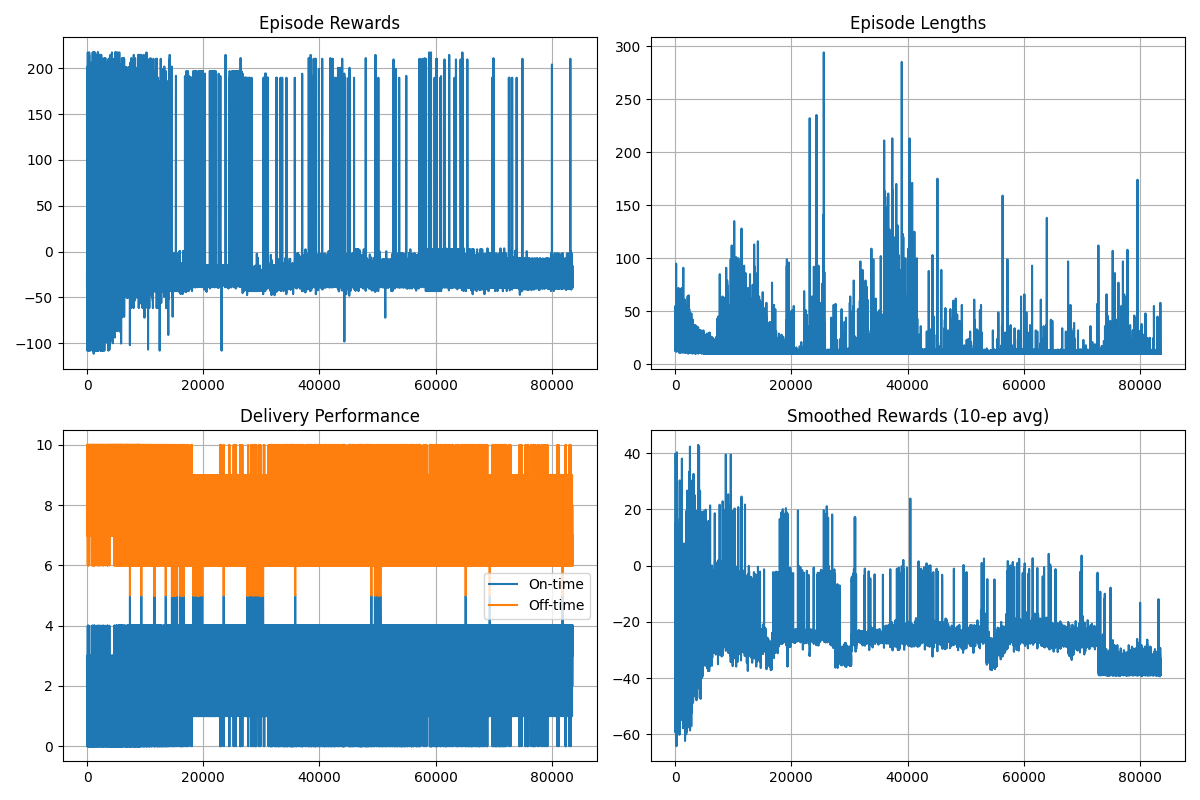 Episode Rewards
200
150
100
50
0
−50
−100
0 20000 40000 60000 80000
Episode Lengths
300
250
200
150
100
50
0
0 20000 40000 60000 80000
Delivery Performance
10
8
6
4
2
0
On-time
Off-time
0 20000 40000 60000 80000
Smoothed Rewards (10-ep avg)
40
20
0
−20
−40
−60
0 20000 40000 60000 80000